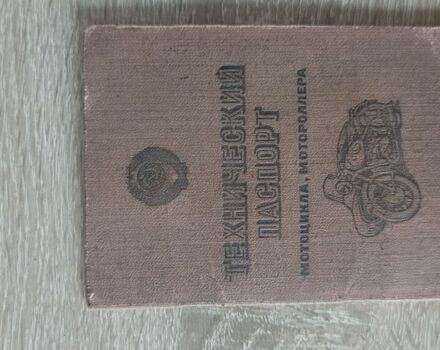 ТЕХНИЧЕСКИЙ
ПАСПОРТ
МОТОЦИКЛА, МОТОРОЛЛЕРА